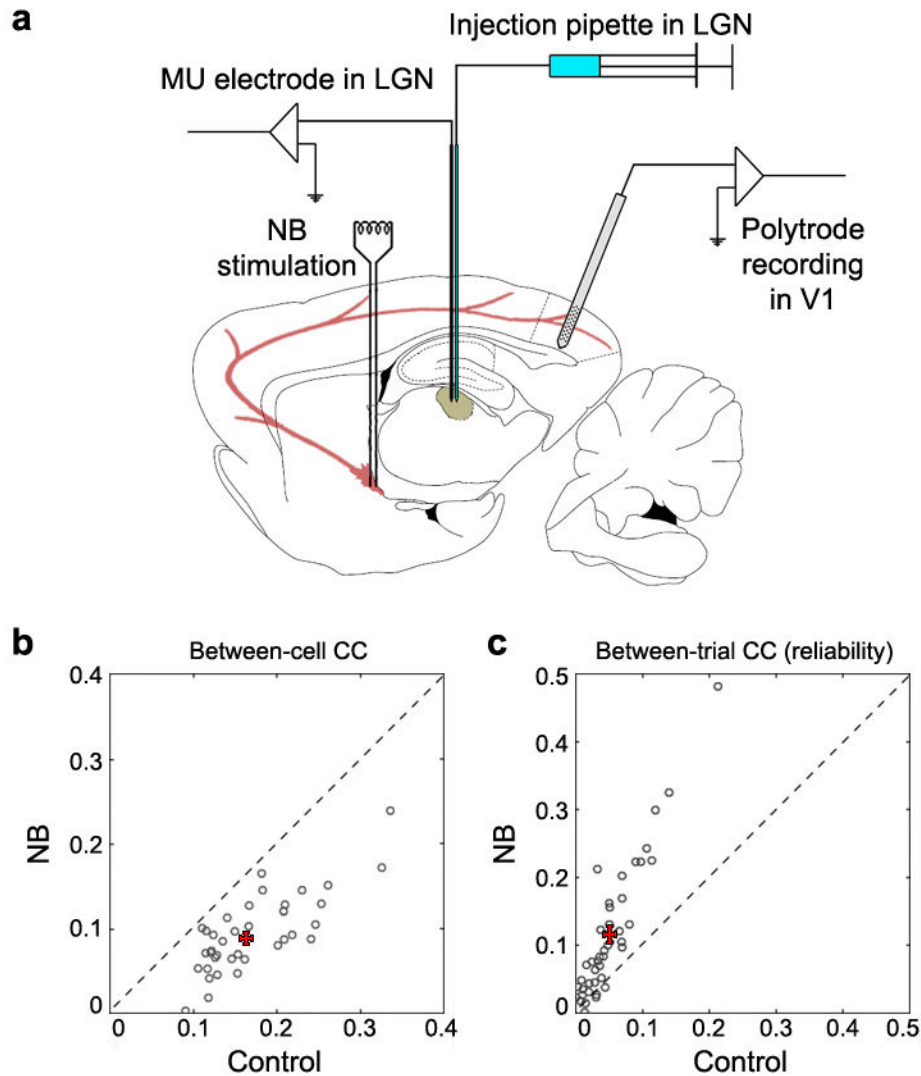 a
Injection pipette in LGN
MU electrode in LGN
NB
stimulation
Polytrode
recording
in V1
b
Between-cell CC
0.4
0.3
0.2
0.1
0
NB
0
0.1
0.2
0.3
0.4
Control
c
Between-trial CC (reliability)
0.5
0.4
0.3
0.2
0.1
0
NB
0
0.1
0.2
0.3
0.4
0.5
Control